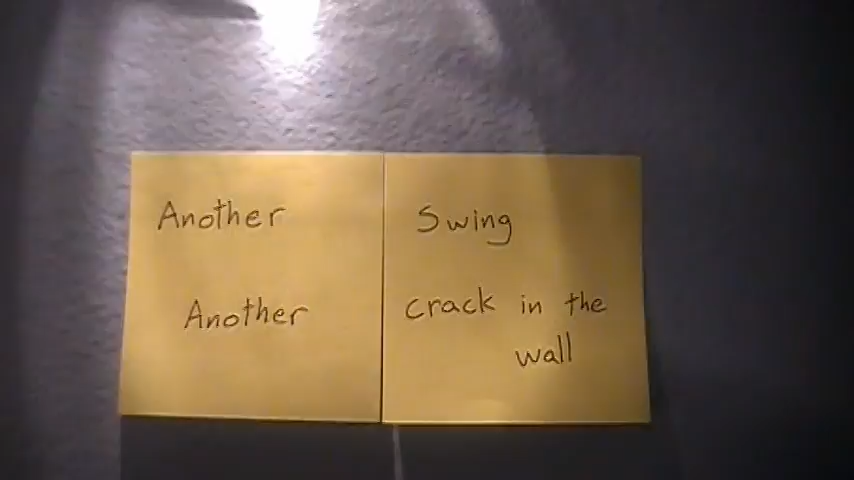 Another
Another
Swing
crack in the
wall